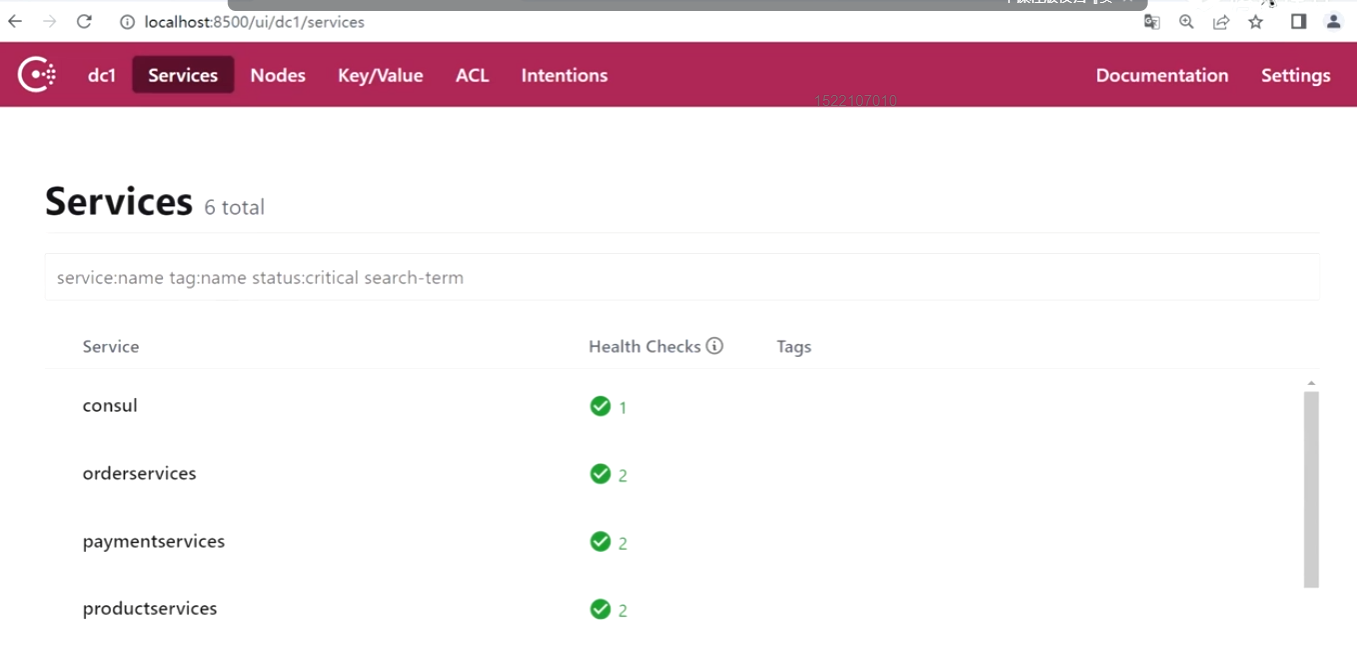 localhost:8500/ui/dc1/services
dc1 Services Nodes Key/Value ACL Intentions Documentation Settings
1522107010
Services 6 total
service:name tag:name status:critical search-term
Service Health Checks Tags
consul 1
orderservices 2
paymentservices 2
productservices 2